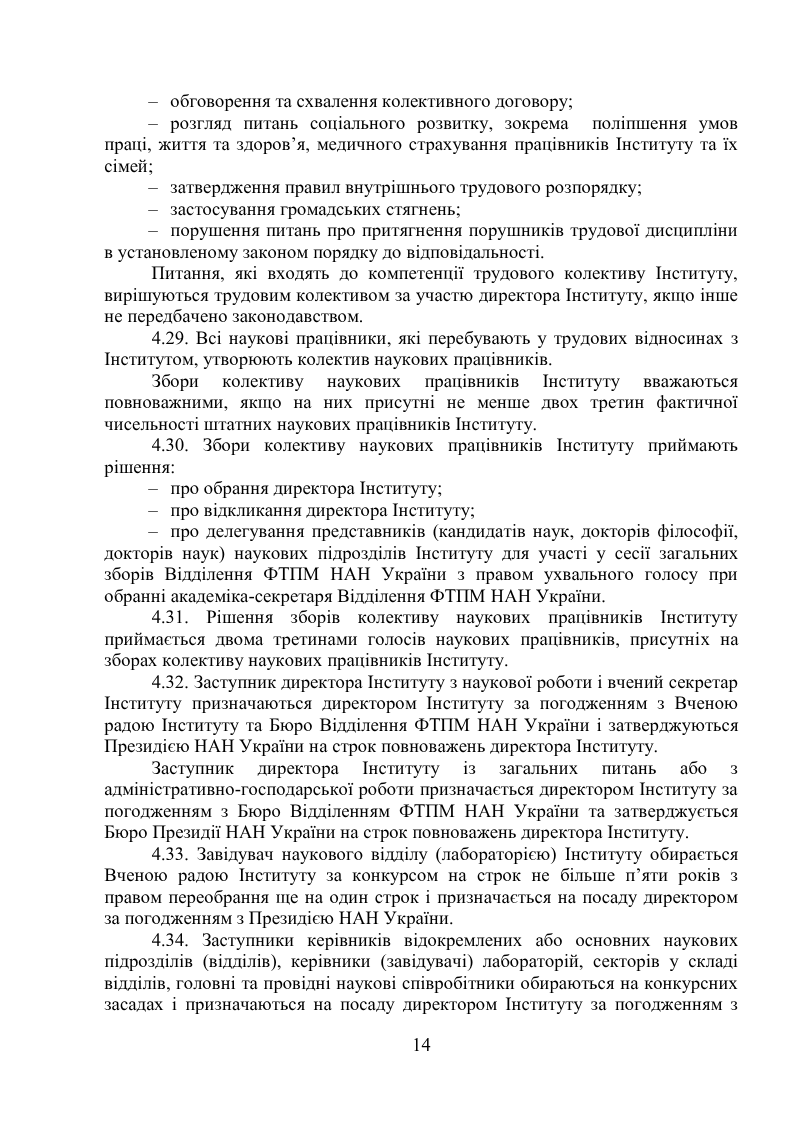 – обговорення та схвалення колективного договору;
– розгляд питань соціального розвитку, зокрема поліпшення умов
праці, життя та здоров’я, медичного страхування працівників Інституту та їх
сімей;
– затвердження правил внутрішнього трудового розпорядку;
– застосування громадських стягнень;
– порушення питань про притягнення порушників трудової дисципліни
в установленому законом порядку до відповідальності.
Питання, які входять до компетенції трудового колективу Інституту,
вирішуються трудовим колективом за участю директора Інституту, якщо інше
не передбачено законодавством.
4.29. Всі наукові працівники, які перебувають у трудових відносинах з
Інститутом, утворюють колектив наукових працівників.
Збори колективу наукових працівників Інституту вважаються
повноважними, якщо на них присутні не менше двох третин фактичної
чисельності штатних наукових працівників Інституту.
4.30. Збори колективу наукових працівників Інституту приймають
рішення:
– про обрання директора Інституту;
– про відкликання директора Інституту;
– про делегування представників (кандидатів наук, докторів філософії,
докторів наук) наукових підрозділів Інституту для участі у сесії загальних
зборів Відділення ФТПМ НАН України з правом ухвального голосу при
обранні академіка-секретаря Відділення ФТПМ НАН України.
4.31. Рішення зборів колективу наукових працівників Інституту
приймається двома третинами голосів наукових працівників, присутніх на
зборах колективу наукових працівників Інституту.
4.32. Заступник директора Інституту з наукової роботи і вчений секретар
Інституту призначаються директором Інституту за погодженням з Вченою
радою Інституту та Бюро Відділення ФТПМ НАН України і затверджуються
Президією НАН України на строк повноважень директора Інституту.
Заступник директора Інституту із загальних питань або з
адміністративно-господарської роботи призначається директором Інституту за
погодженням з Бюро Відділенням ФТПМ НАН України та затверджується
Бюро Президії НАН України на строк повноважень директора Інституту.
4.33. Завідувач наукового відділу (лабораторією) Інституту обирається
Вченою радою Інституту за конкурсом на строк не більше п’яти років з
правом переобрання ще на один строк і призначається на посаду директором
за погодженням з Президією НАН України.
4.34. Заступники керівників відокремлених або основних наукових
підрозділів (відділів), керівники (завідувачі) лабораторій, секторів у складі
відділів, головні та провідні наукові співробітники обираються на конкурсних
засадах і призначаються на посаду директором Інституту за погодженням з
14